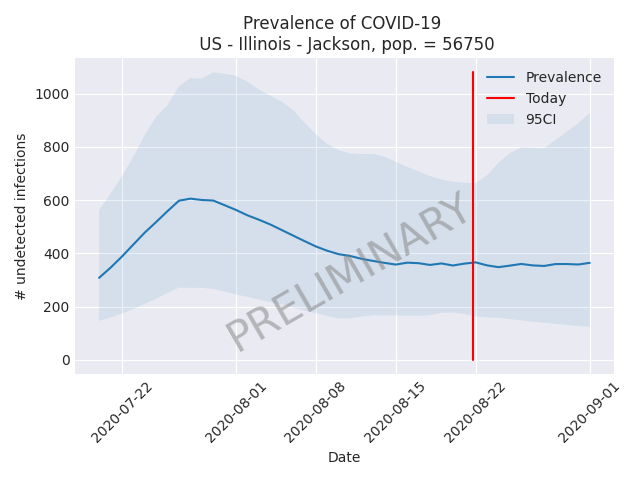 Prevalence of COVID-19
US - Illinois - Jackson, pop. = 56750
Prevalence
Today
95CI
1000
800
600
400
200
0
# undetected infections
PRELIMINARY
2020-07-22
2020-08-01
2020-08-08
2020-08-15
2020-08-22
2020-09-01
Date